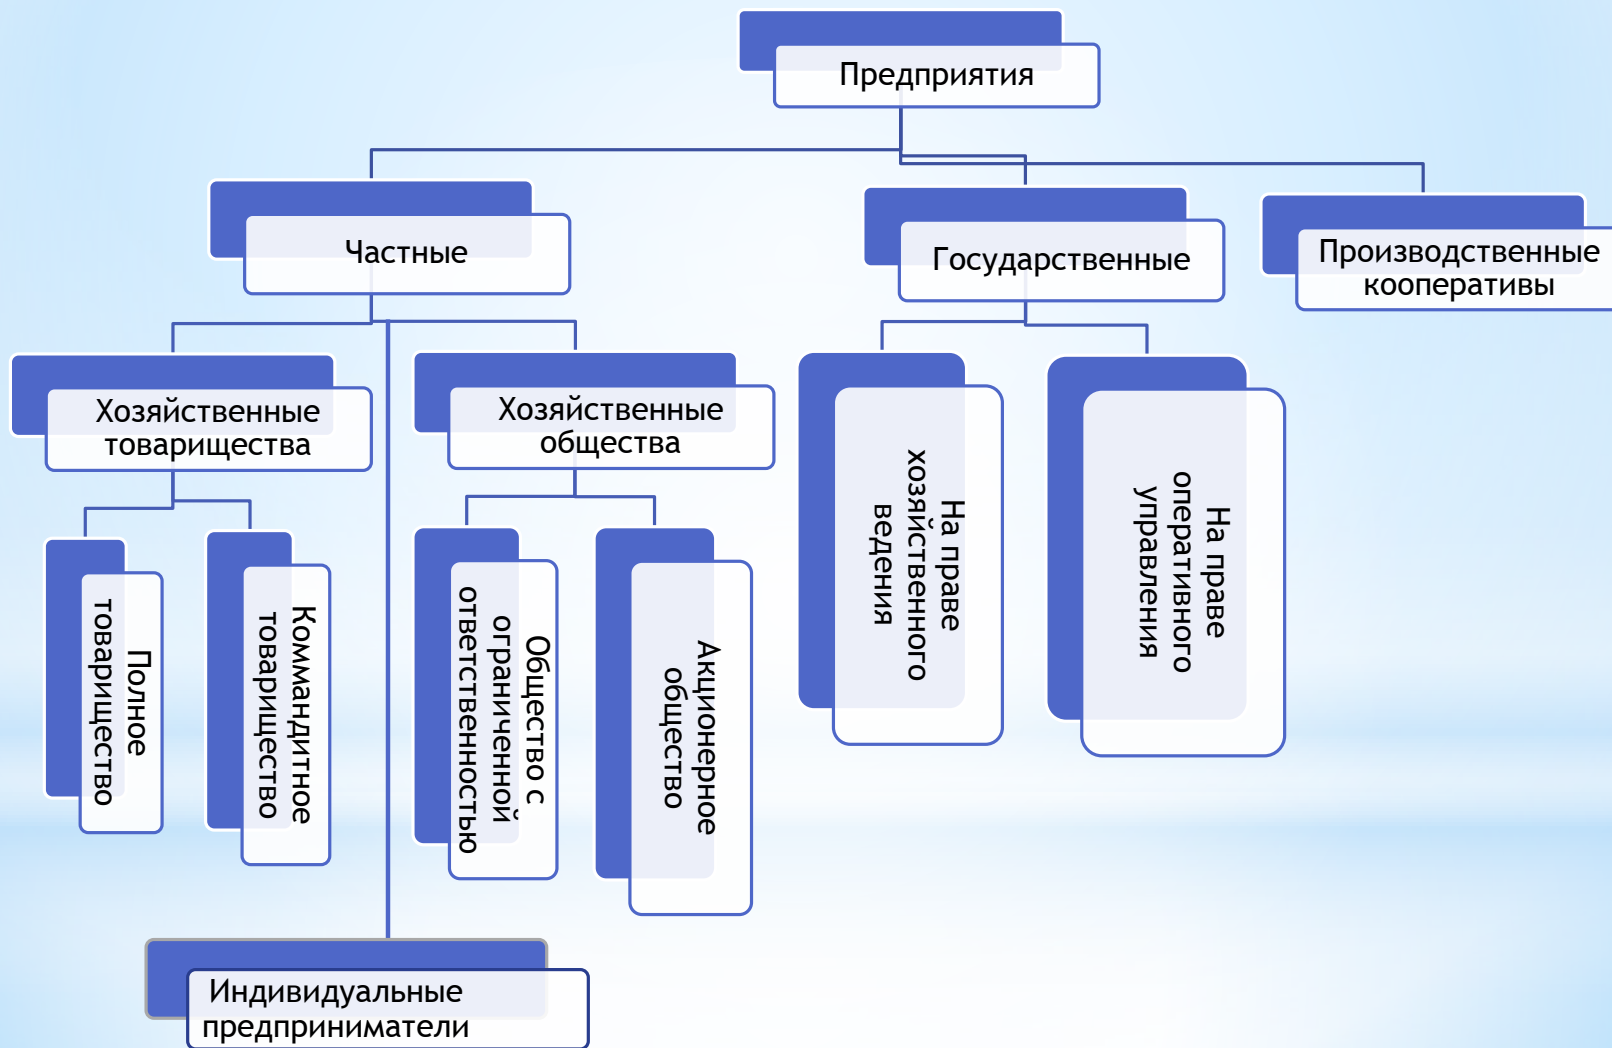 Предприятия
Частные
Государственные
Производственные
кооперативы
Хозяйственные
товарищества
Хозяйственные
общества
Полное
товарищество
Коммандитное
товарищество
Общество с
ограниченной
ответственностью
Акционерное
общество
На праве
хозяйственного
ведения
На праве
оперативного
управления
Индивидуальные
предприниматели